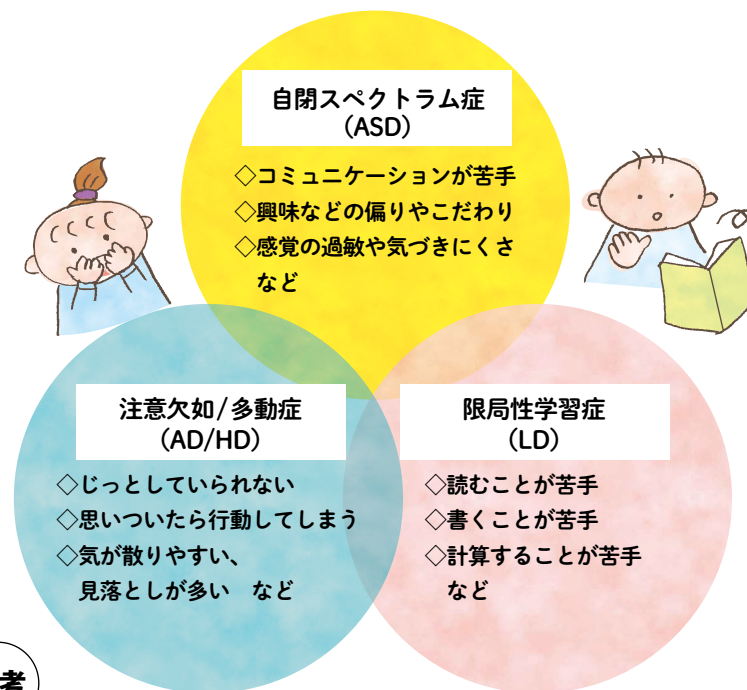 自閉スペクトラム症
(ASD)
◇コミュニケーションが苦手
◇興味などの偏りやこだわり
◇感覚の過敏や気づきにくさ
など
注意欠如/多動症
(AD/HD)
◇じっとしていられない
◇思いついたら行動してしまう
◇気が散りやすい、
見落としが多い　など
限局性学習症
(LD)
◇読むことが苦手
◇書くことが苦手
◇計算することが苦手
など
考